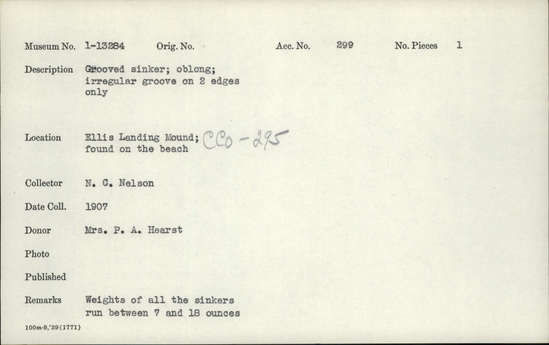 Museum No. 1-13284 Orig. No. Acc. No. 299 No. Pieces 1
Description Grooved sinker; oblong;
irregular groove on 2 edges
only
Location Ellis Landing Mound; CCO-295
found on the beach
Collector N. C. Nelson
Date Coll. 1907
Donor Mrs. P. A. Hearst
Photo
Published
Remarks Weights of all the sinkers
run between 7 and 18 ounces
100m-9,'29(1771)